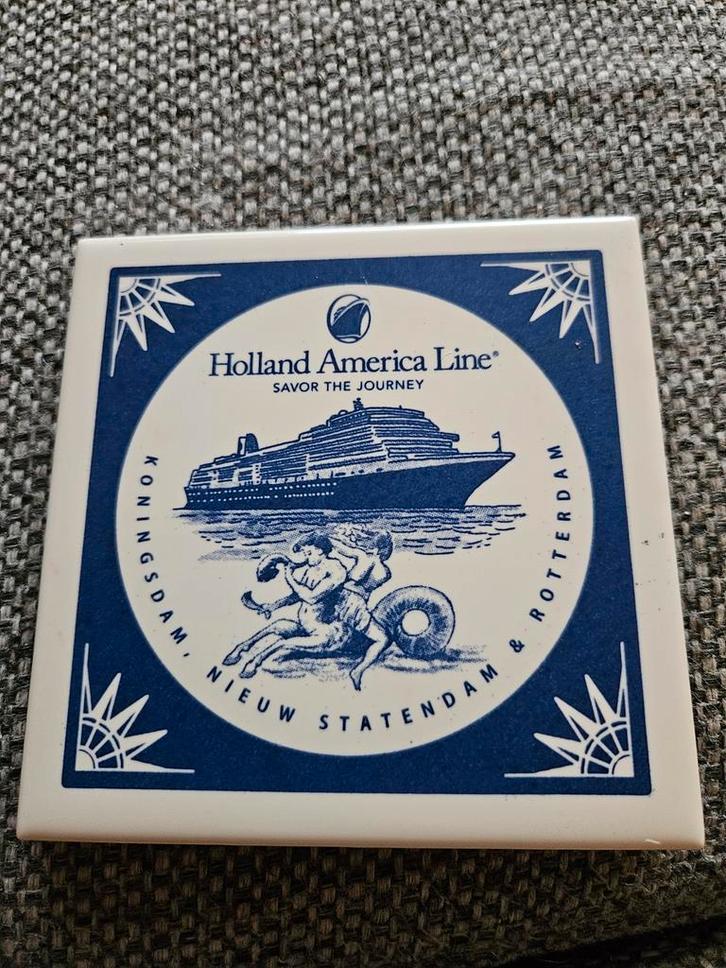 Holland America Line®
SAVOR THE JOURNEY
KONINGSDAM, NIEUW STATENDAM & ROTTERDAM